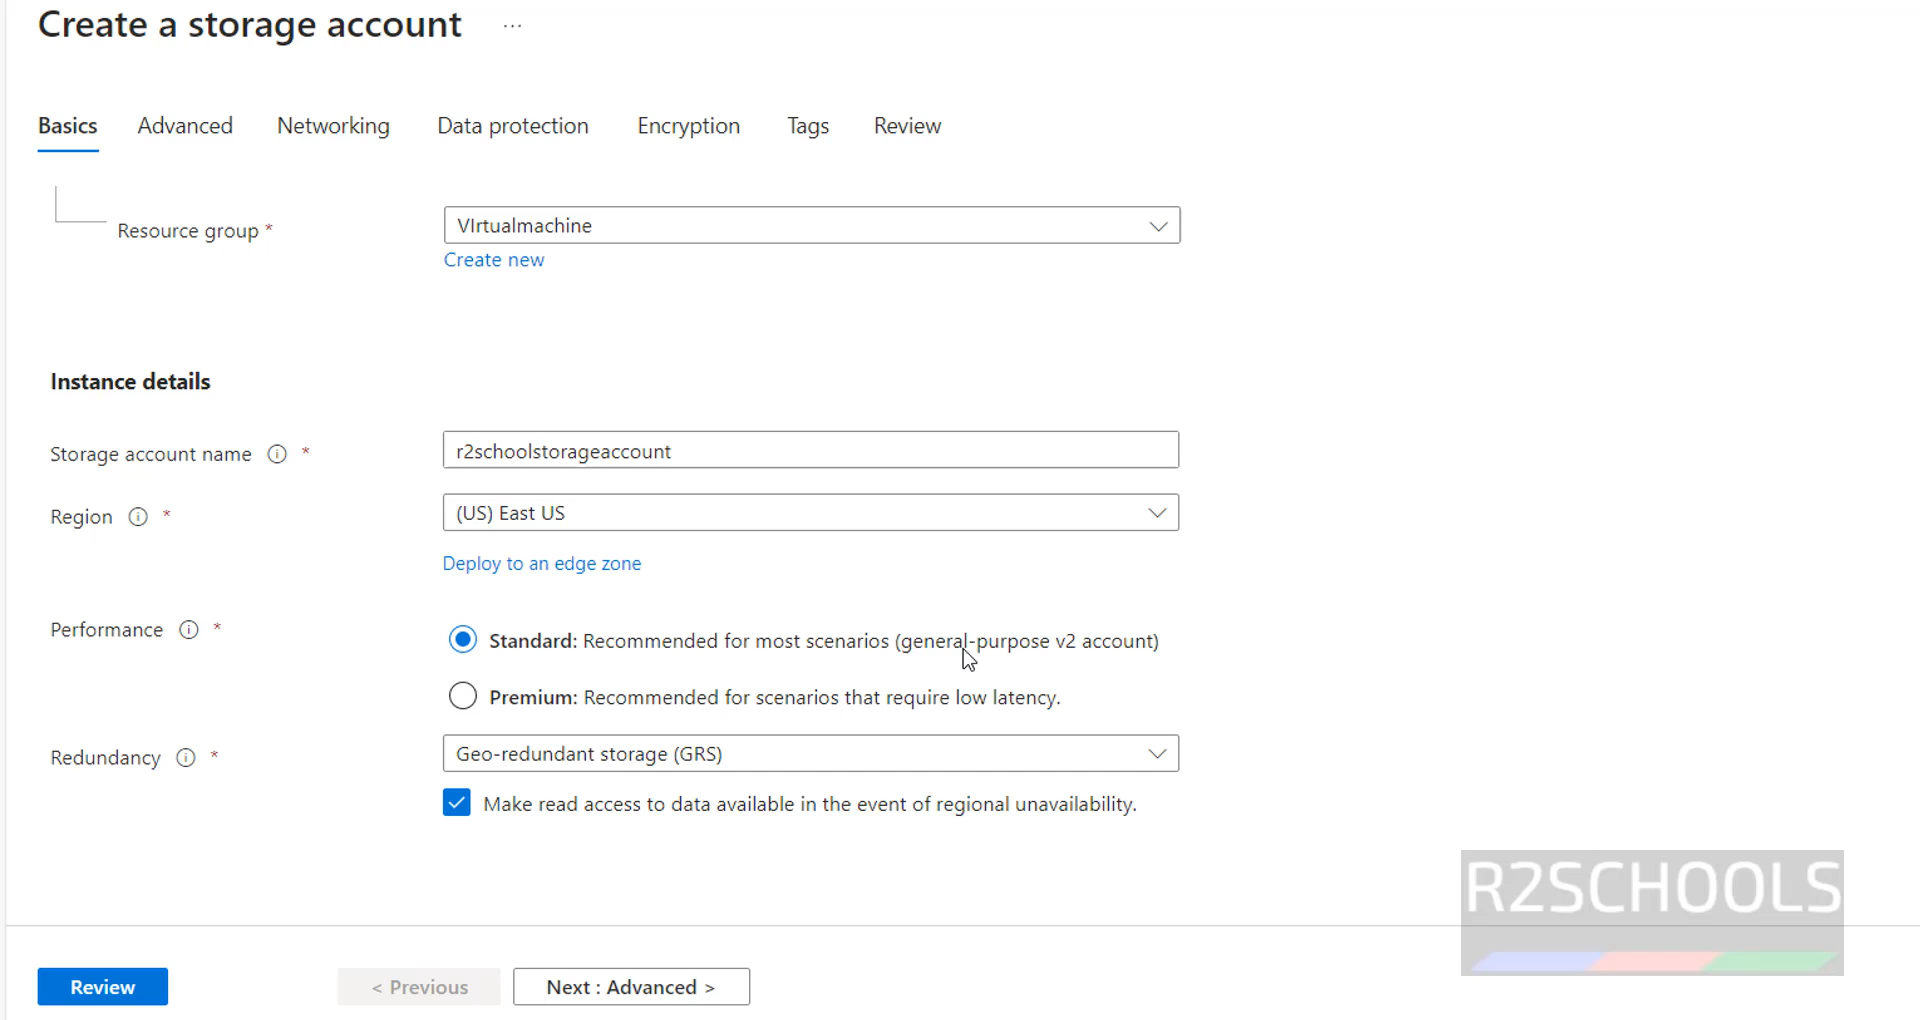 Create a storage account ...
Basics Advanced Networking Data protection Encryption Tags Review
Resource group * VIrtualmachine
Create new
Instance details
Storage account name * r2schoolstorageaccount
Region * (US) East US
Deploy to an edge zone
Performance * Standard: Recommended for most scenarios (general-purpose v2 account)
Premium: Recommended for scenarios that require low latency.
Redundancy * Geo-redundant storage (GRS)
Make read access to data available in the event of regional unavailability.
R2SCHOOLS
Review < Previous Next : Advanced >